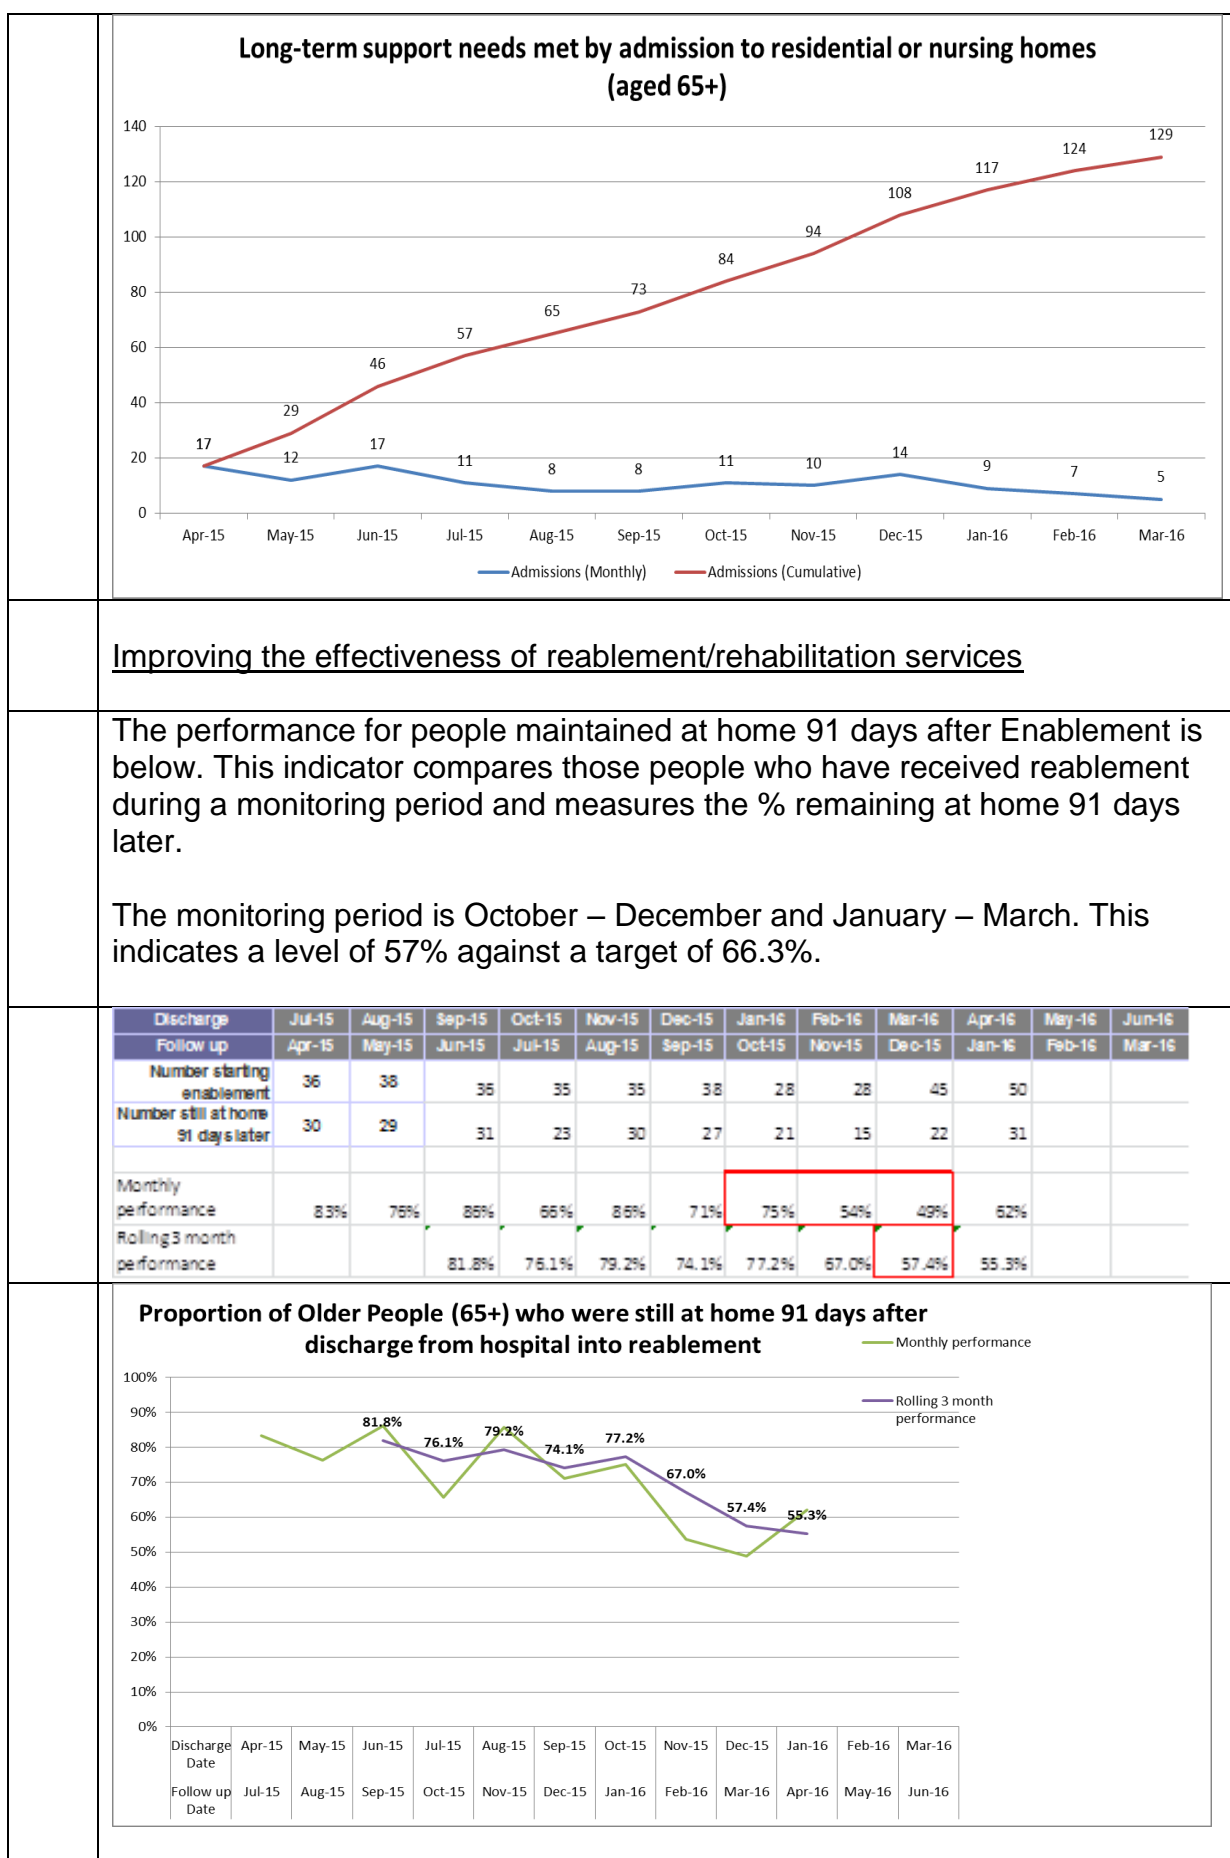 Long-term support needs met by admission to residential or nursing homes
(aged 65+)
140
120
100
80
60
40
20
0
17
29
46
57
65
73
84
94
108
117
124
129
12
17
11
8
8
11
10
14
9
7
5
Apr-15 May-15 Jun-15 Jul-15 Aug-15 Sep-15 Oct-15 Nov-15 Dec-15 Jan-16 Feb-16 Mar-16
Admissions (Monthly) Admissions (Cumulative)
Improving the effectiveness of reablement/rehabilitation services
The performance for people maintained at home 91 days after Enablement is
below. This indicator compares those people who have received reablement
during a monitoring period and measures the % remaining at home 91 days
later.
The monitoring period is October – December and January – March. This
indicates a level of 57% against a target of 66.3%.
Discharge Jul-15 Aug-15 Sep-15 Oct-15 Nov-15 Dec-15 Jan-16 Feb-16 Mar-16 Apr-16 May-16 Jun-16
Follow up Apr-15 May-15 Jun-15 Jul-15 Aug-15 Sep-15 Oct-15 Nov-15 Dec-15 Jan-16 Feb-16 Mar-16
Number starting
enablement 36 38 36 35 35 38 28 28 45 50
Number still at home
91 days later 30 29 31 23 30 27 21 15 22 31
Monthly
performance 83% 76% 86% 66% 86% 71% 75% 54% 49% 62%
Rolling 3 month
performance 81.8% 76.1% 79.2% 74.1% 77.2% 67.0% 57.4% 55.3%
Proportion of Older People (65+) who were still at home 91 days after
discharge from hospital into reablement
Monthly performance
Rolling 3 month
performance
100%
90%
80%
70%
60%
50%
40%
30%
20%
10%
0%
81.8%
76.1%
79.2%
74.1%
77.2%
67.0%
57.4%
55.3%
Discharge Apr-15 May-15 Jun-15 Jul-15 Aug-15 Sep-15 Oct-15 Nov-15 Dec-15 Jan-16 Feb-16 Mar-16
Date
Follow up Jul-15 Aug-15 Sep-15 Oct-15 Nov-15 Dec-15 Jan-16 Feb-16 Mar-16 Apr-16 May-16 Jun-16
Date